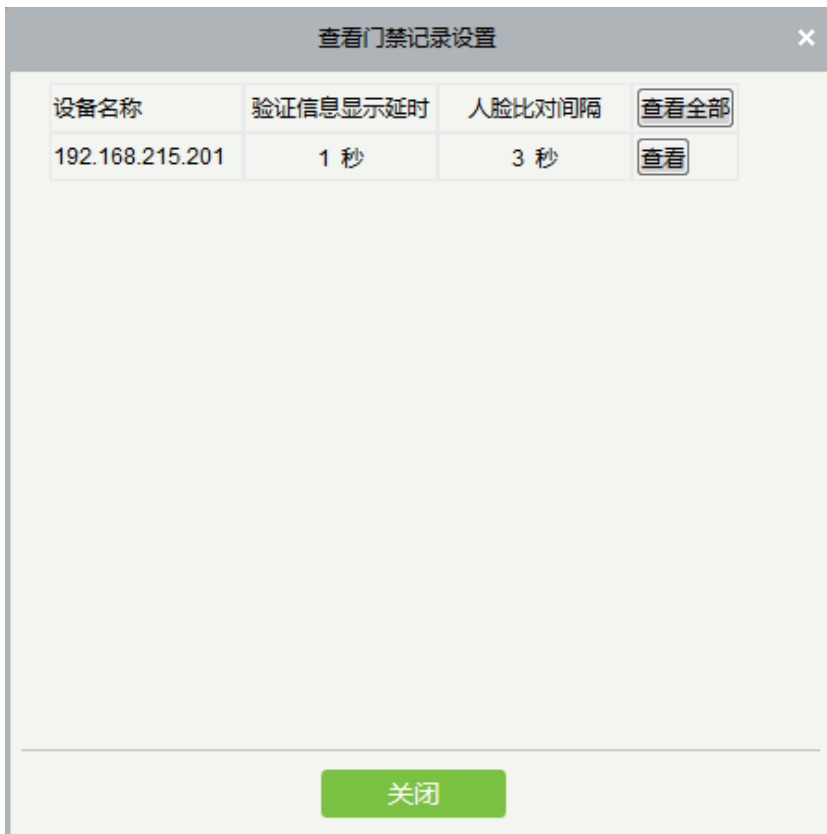 查看门禁记录设置 ×
设备名称 验证信息显示延时 人脸比对间隔 查看全部
192.168.215.201 1 秒 3 秒 查看
关闭